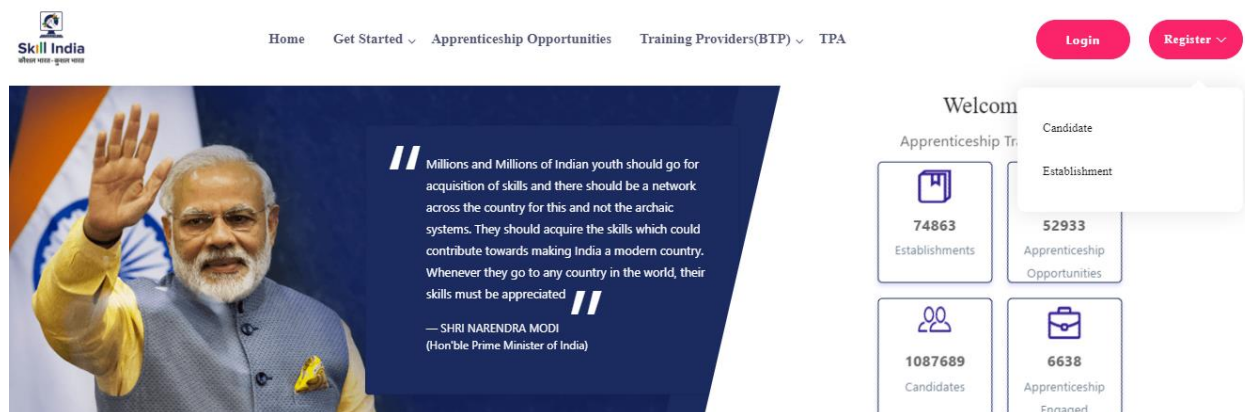 Skill India
कौशल भारत - कुशल भारत
Home
Get Started
Apprenticeship Opportunities
Training Providers(BTP)
TPA
Login
Register
Candidate
Establishment
Millions and Millions of Indian youth should go for
acquisition of skills and there should be a network
across the country for this and not the archaic
systems. They should acquire the skills which could
contribute towards making India a modern country.
Whenever they go to any country in the world, their
skills must be appreciated
— SHRI NARENDRA MODI
(Hon'ble Prime Minister of India)
Welcom
Apprenticeship Tr
74863
Establishments
52933
Apprenticeship
Opportunities
1087689
Candidates
6638
Apprenticeship
Engaged